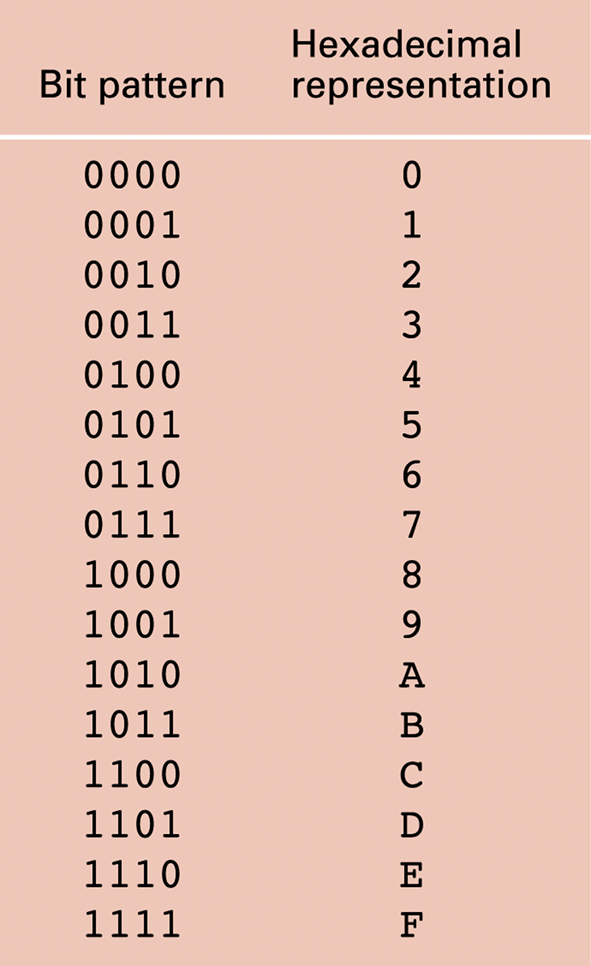 Hexadecimal
Bit pattern representation
0000 0
0001 1
0010 2
0011 3
0100 4
0101 5
0110 6
0111 7
1000 8
1001 9
1010 A
1011 B
1100 C
1101 D
1110 E
1111 F